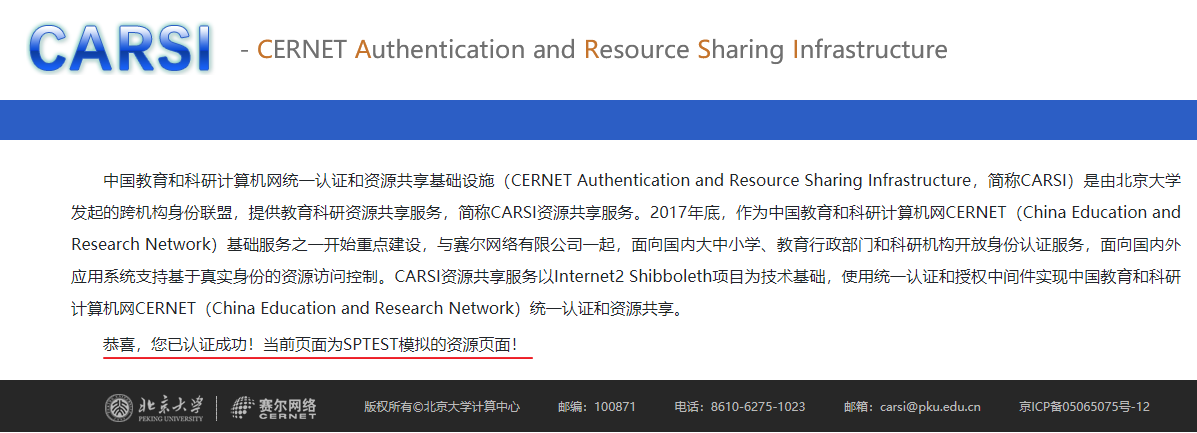 CARSI - CERNET Authentication and Resource Sharing Infrastructure
中国教育和科研计算机网统一认证和资源共享基础设施（CERNET Authentication and Resource Sharing Infrastructure，简称CARSI）是由北京大学
发起的跨机构身份联盟，提供教育科研资源共享服务，简称CARSI资源共享服务。2017年底，作为中国教育和科研计算机网CERNET（China Education and
Research Network）基础服务之一开始重点建设，与赛尔网络有限公司一起，面向国内大中小学、教育行政部门和科研机构开放身份认证服务，面向国内外
应用系统支持基于真实身份的资源访问控制。CARSI资源共享服务以Internet2 Shibboleth项目为技术基础，使用统一认证和授权中间件实现中国教育和科研
计算机网CERNET（China Education and Research Network）统一认证和资源共享。
恭喜，您已认证成功！当前页面为SPTEST模拟的资源页面！
北京大学 PEKING UNIVERSITY 赛尔网络 CERNET 版权所有©北京大学计算中心 邮编：100871 电话：8610-6275-1023 邮箱：carsi@pku.edu.cn 京ICP备05065075号-12